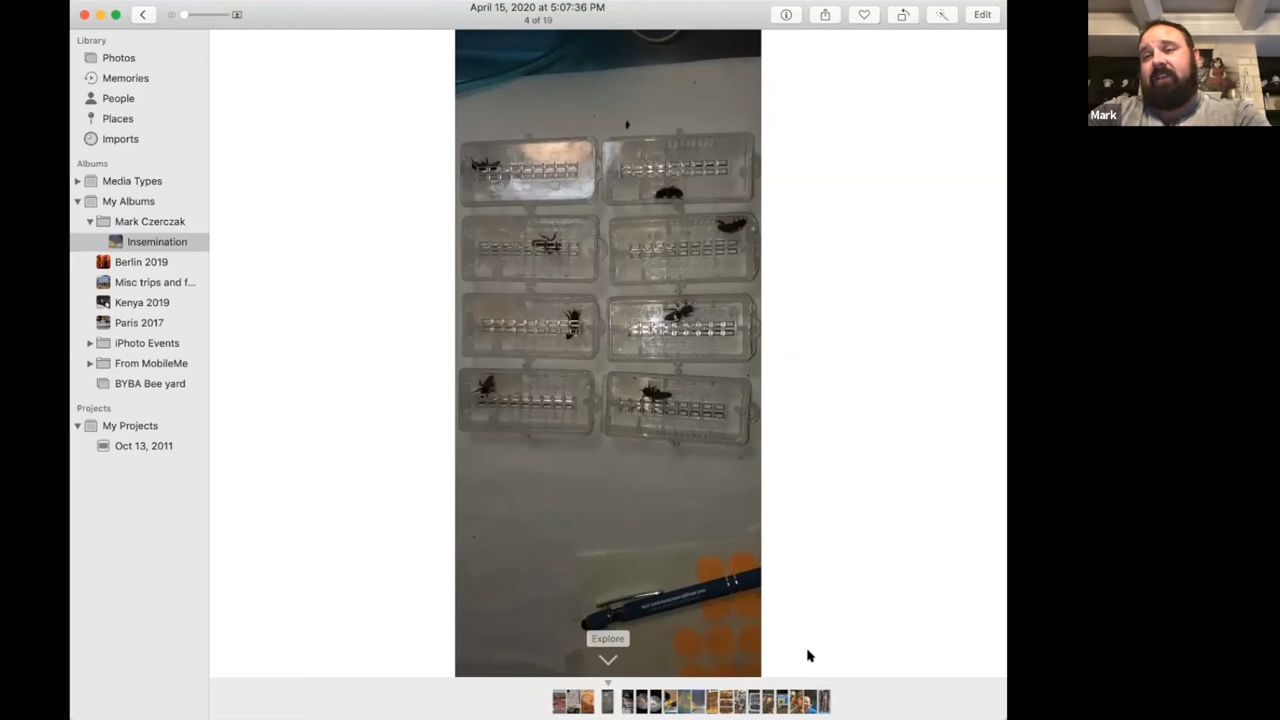 April 15, 2020 at 5:07:36 PM
4 of 19
Edit
Library
Photos
Memories
People
Places
Imports
Albums
Media Types
My Albums
Mark Czerczak
Insemination
Berlin 2019
Misc trips and f...
Kenya 2019
Paris 2017
iPhoto Events
From MobileMe
BYBA Bee yard
Projects
My Projects
Oct 13, 2011
Explore
Mark